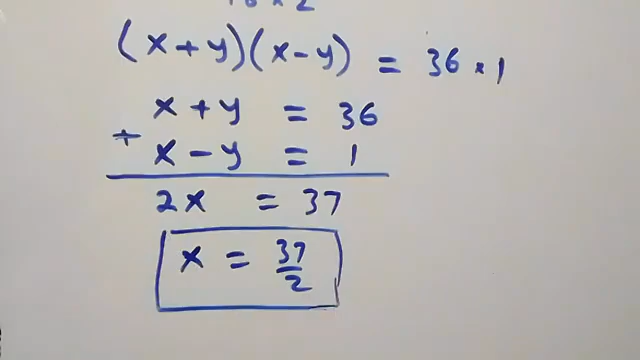 (x + y)(x - y) = 36 × 1
x + y = 36
+ x - y = 1
2x = 37
x = 37/2